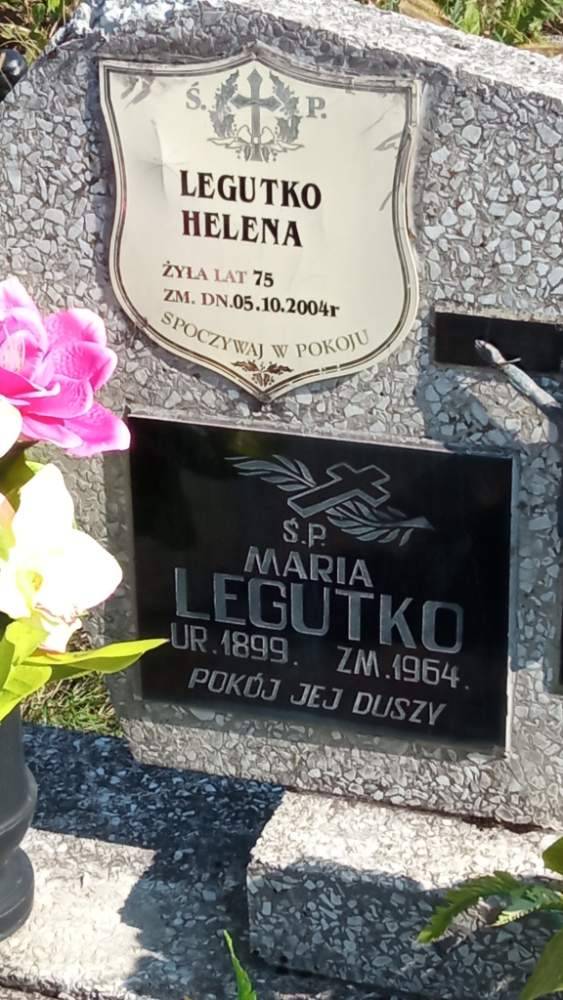 Ś. P.
LEGUTKO
HELENA
ŻYŁA LAT 75
ZM. DN. 05.10.2004r
SPOCZYWAJ W POKOJU
Ś.P.
MARIA
LEGUTKO
UR. 1899. ZM. 1964.
POKÓJ JEJ DUSZY